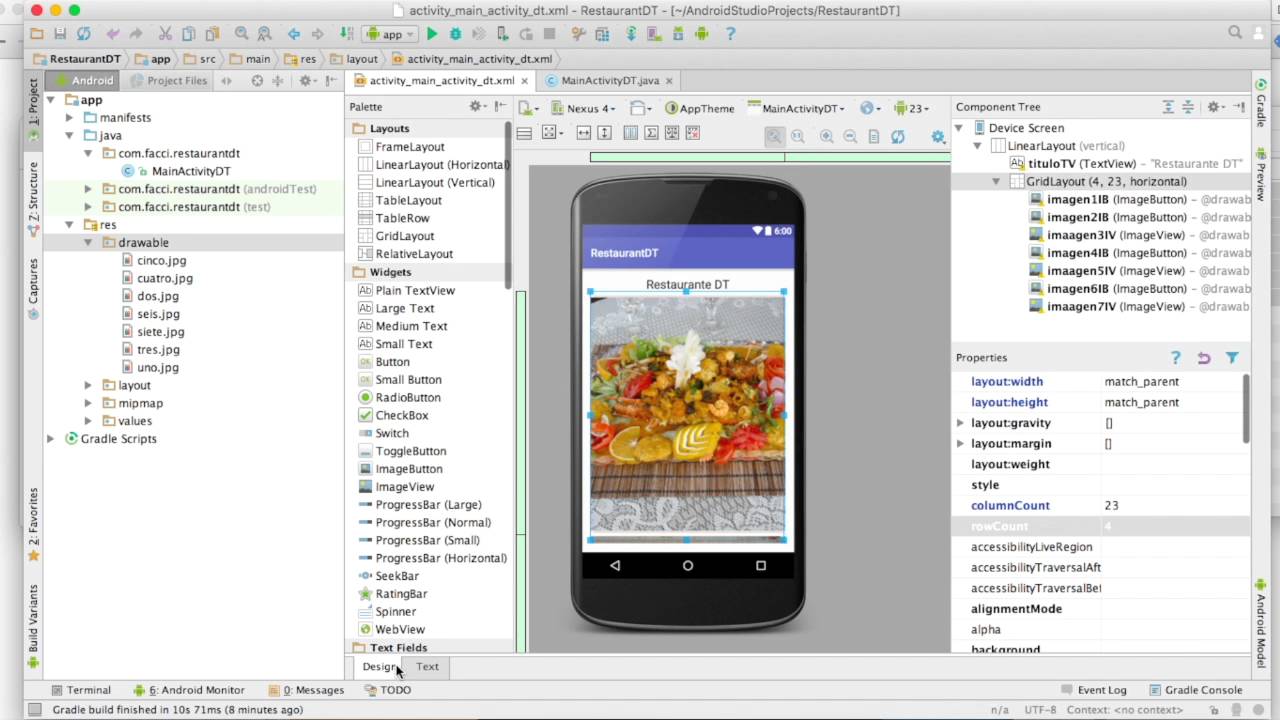 activity_main_activity_dt.xml - RestaurantDT - [~/AndroidStudioProjects/RestaurantDT]
app
RestaurantDT app src main res layout activity_main_activity_dt.xml
Android Project Files
activity_main_activity_dt.xml MainActivityDT.java
1: Project
Z: Structure
Captures
2: Favorites
Build Variants
app
manifests
java
com.facci.restaurantdt
MainActivityDT
com.facci.restaurantdt (androidTest)
com.facci.restaurantdt (test)
res
drawable
cinco.jpg
cuatro.jpg
dos.jpg
seis.jpg
siete.jpg
tres.jpg
uno.jpg
layout
mipmap
values
Gradle Scripts
Palette
Layouts
FrameLayout
LinearLayout (Horizontal)
LinearLayout (Vertical)
TableLayout
TableRow
GridLayout
RelativeLayout
Widgets
Plain TextView
Large Text
Medium Text
Small Text
Button
Small Button
RadioButton
CheckBox
Switch
ToggleButton
ImageButton
ImageView
ProgressBar (Large)
ProgressBar (Normal)
ProgressBar (Small)
ProgressBar (Horizontal)
SeekBar
RatingBar
Spinner
WebView
Text Fields
Design Text
Nexus 4 AppTheme MainActivityDT 23
6:00
RestaurantDT
Restaurante DT
Component Tree
Device Screen
LinearLayout (vertical)
tituloTV (TextView) - "Restaurante DT"
GridLayout (4, 23, horizontal)
imagen1IB (ImageButton) - @drawab
imagen2IB (ImageButton) - @drawab
imaagen3IV (ImageView) - @drawab
imagen4IB (ImageButton) - @drawab
imaagen5IV (ImageView) - @drawab
imagen6IB (ImageButton) - @drawab
imaagen7IV (ImageView) - @drawab
Properties
layout:width match_parent
layout:height match_parent
layout:gravity []
layout:margin []
layout:weight
style
columnCount 23
rowCount 4
accessibilityLiveRegion
accessibilityTraversalAft
accessibilityTraversalBef
alignmentMode
alpha
background
Gradle
Preview
Android Model
Terminal 6: Android Monitor 0: Messages TODO Event Log Gradle Console
Gradle build finished in 10s 71ms (8 minutes ago) n/a UTF-8 Context: <no context>